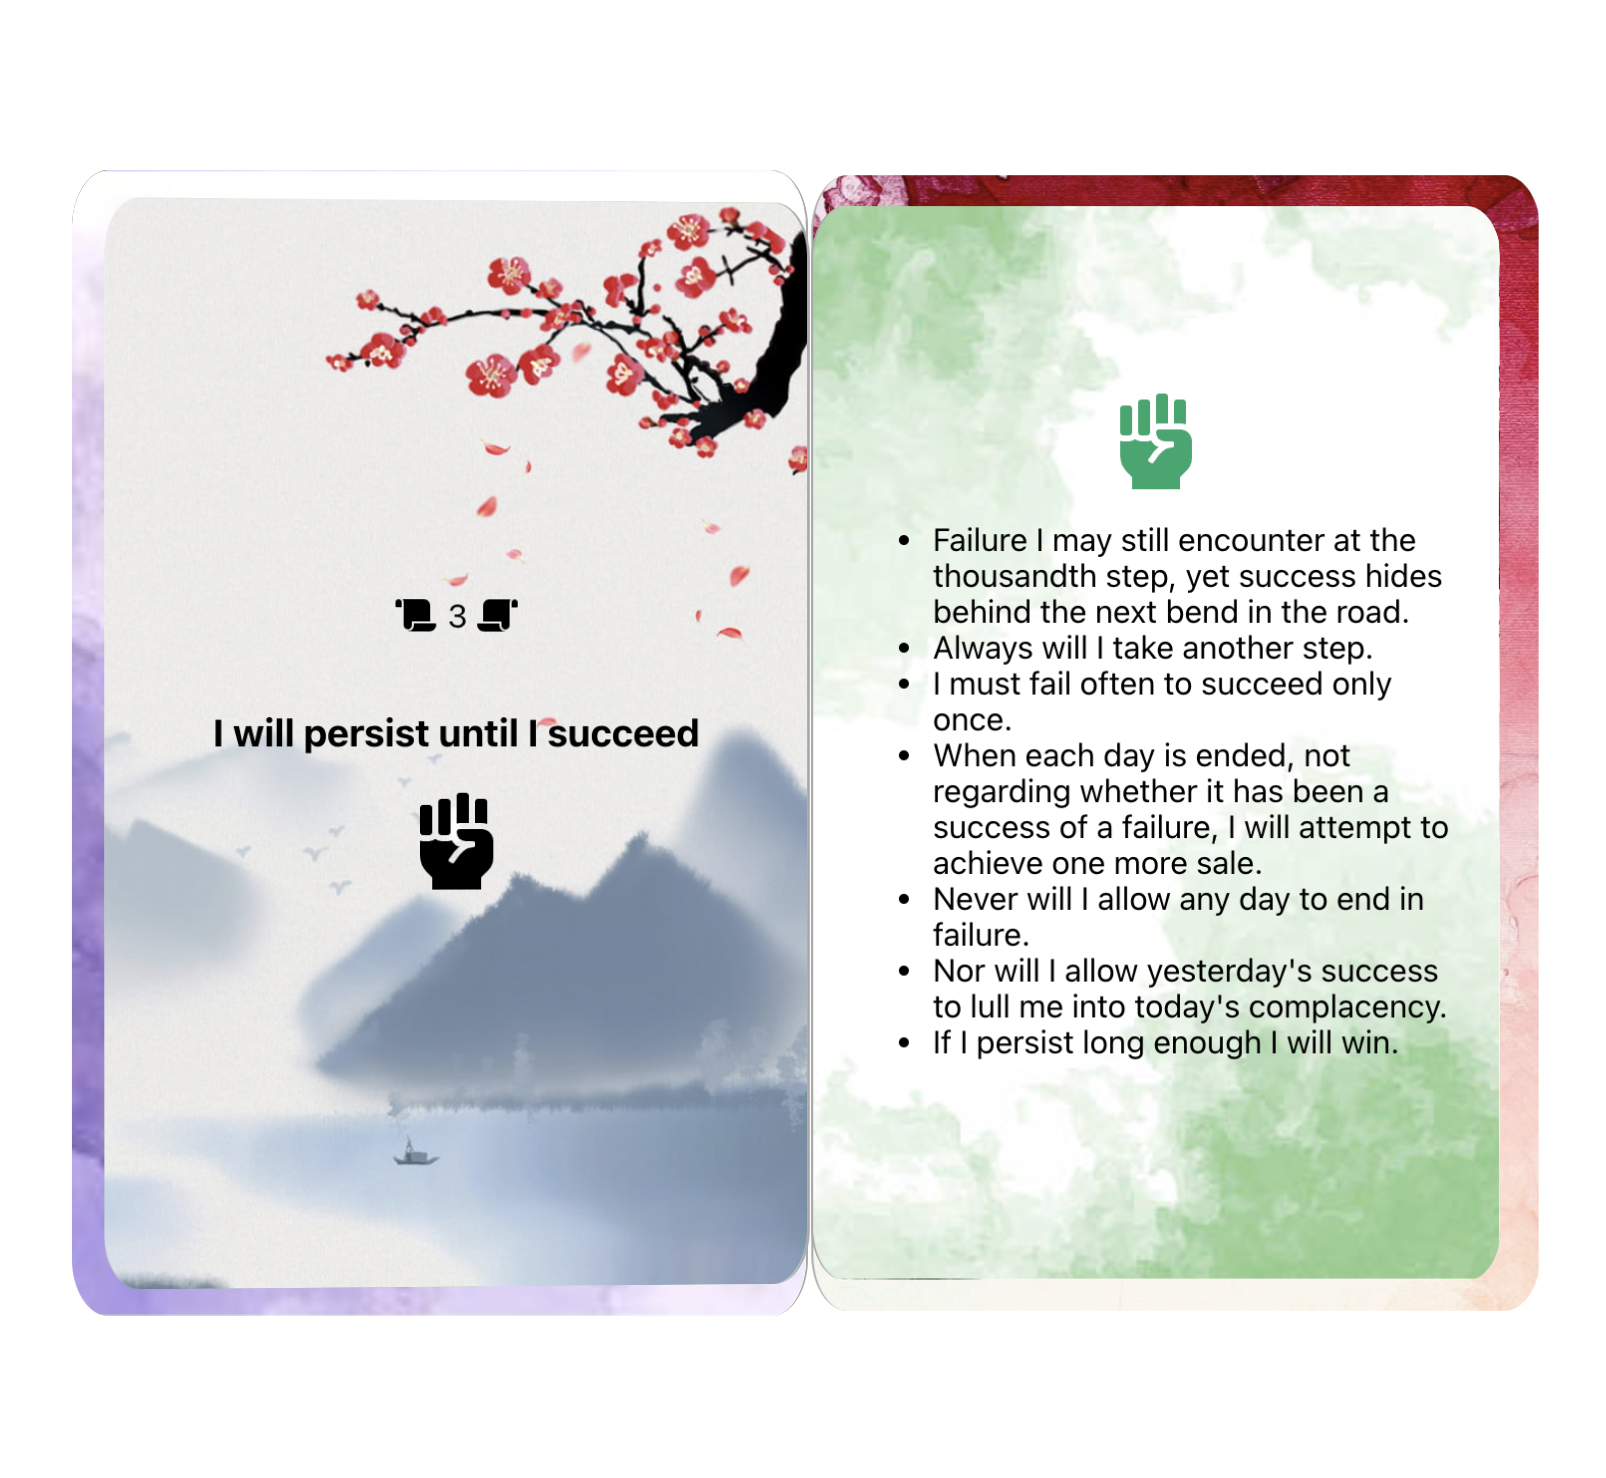 3
I will persist until I succeed
• Failure I may still encounter at the
thousandth step, yet success hides
behind the next bend in the road.
• Always will I take another step.
• I must fail often to succeed only
once.
• When each day is ended, not
regarding whether it has been a
success of a failure, I will attempt to
achieve one more sale.
• Never will I allow any day to end in
failure.
• Nor will I allow yesterday's success
to lull me into today's complacency.
• If I persist long enough I will win.